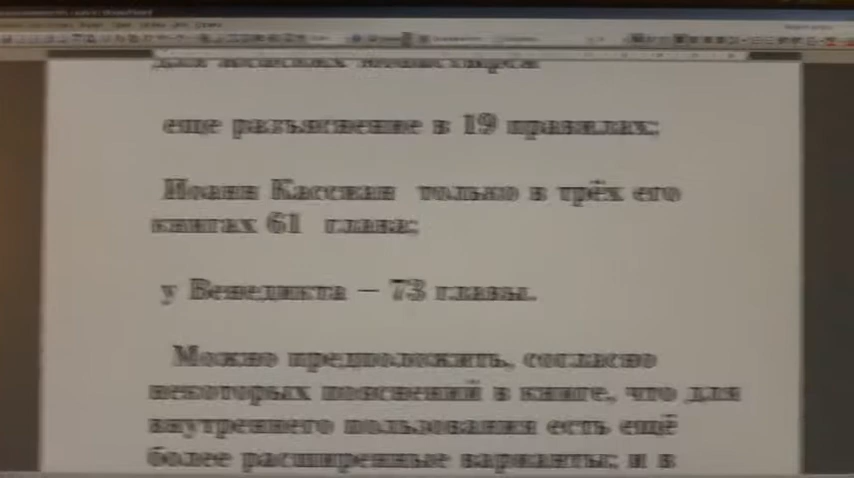 еще разъяснение в 19 правилах;
Иоанн Кассиан только в трёх его
книгах 61 глава;
у Венедикта – 73 главы.
Можно предположить, согласно
некоторых пояснений в книге, что для
внутреннего пользования есть ещё
более расширенные варианты; и в